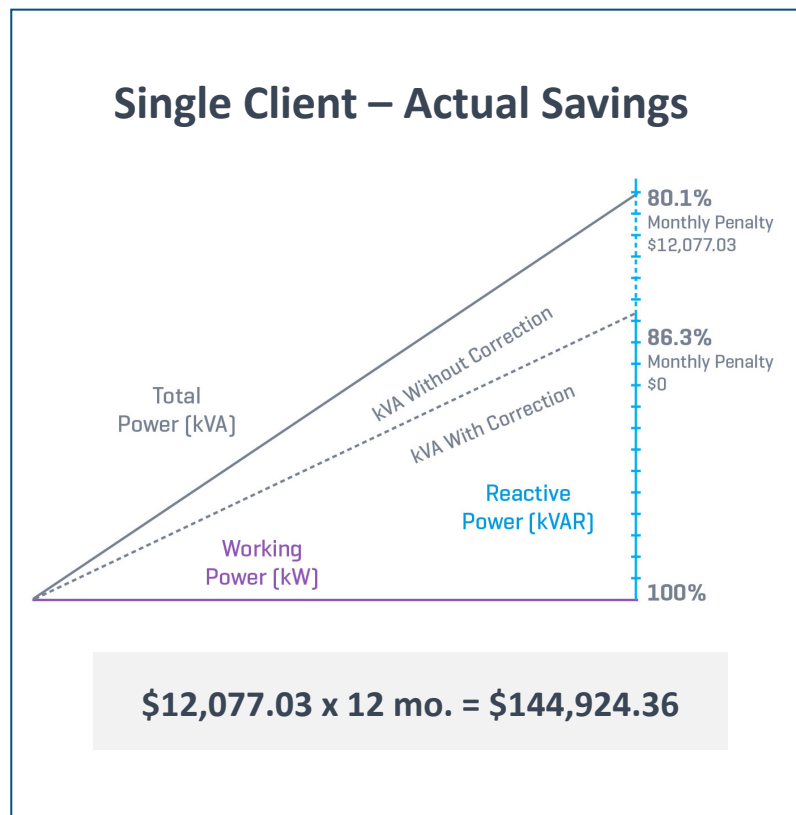 Single Client – Actual Savings
80.1%
Monthly Penalty
$12,077.03
kVA Without Correction
86.3%
Monthly Penalty
$0
Total
Power (kVA)
kVA With Correction
Reactive
Power (kVAR)
Working
Power (kW)
100%
$12,077.03 x 12 mo. = $144,924.36